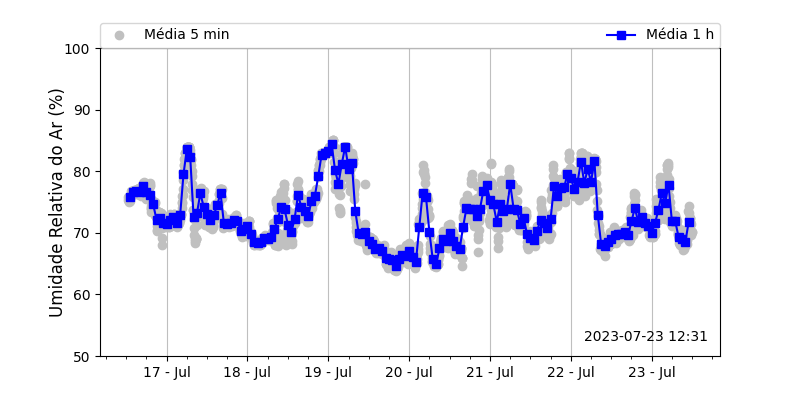 Média 5 min
Média 1 h
Umidade Relativa do Ar (%)
100
90
80
70
60
50
2023-07-23 12:31
17 - Jul
18 - Jul
19 - Jul
20 - Jul
21 - Jul
22 - Jul
23 - Jul